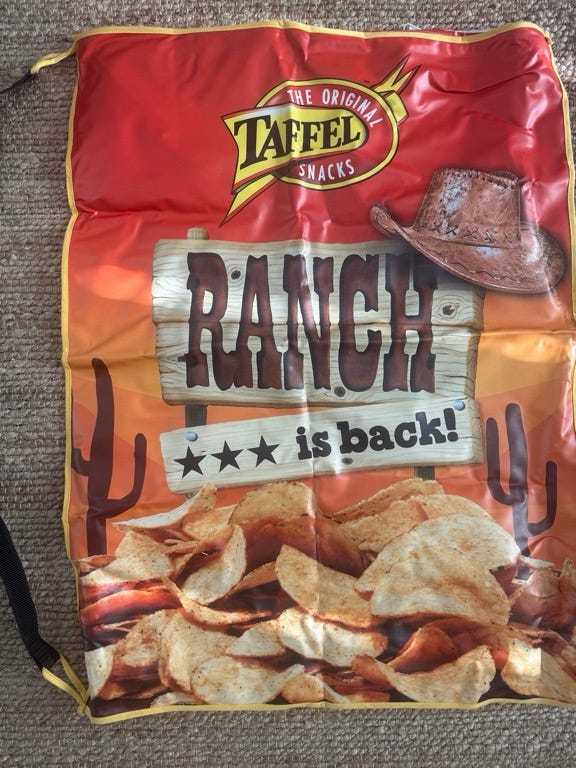 THE ORIGINAL
TAFFEL
SNACKS
RANCH
★★★ is back!